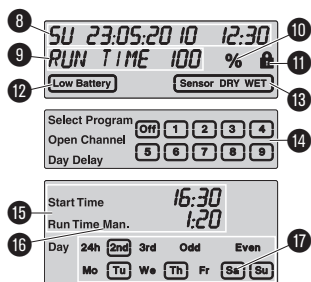 8 SU 23:05:20 10 12:30
9 RUN TIME 100 % 10
11
12 Low Battery Sensor DRY WET 13
Select Program Off 1 2 3 4
Open Channel 14
Day Delay 5 6 7 8 9
15 Start Time 16:30
16 Run Time Man. 1:20
Day 24h 2nd 3rd Odd Even 17
Mo Tu We Th Fr Sa Su